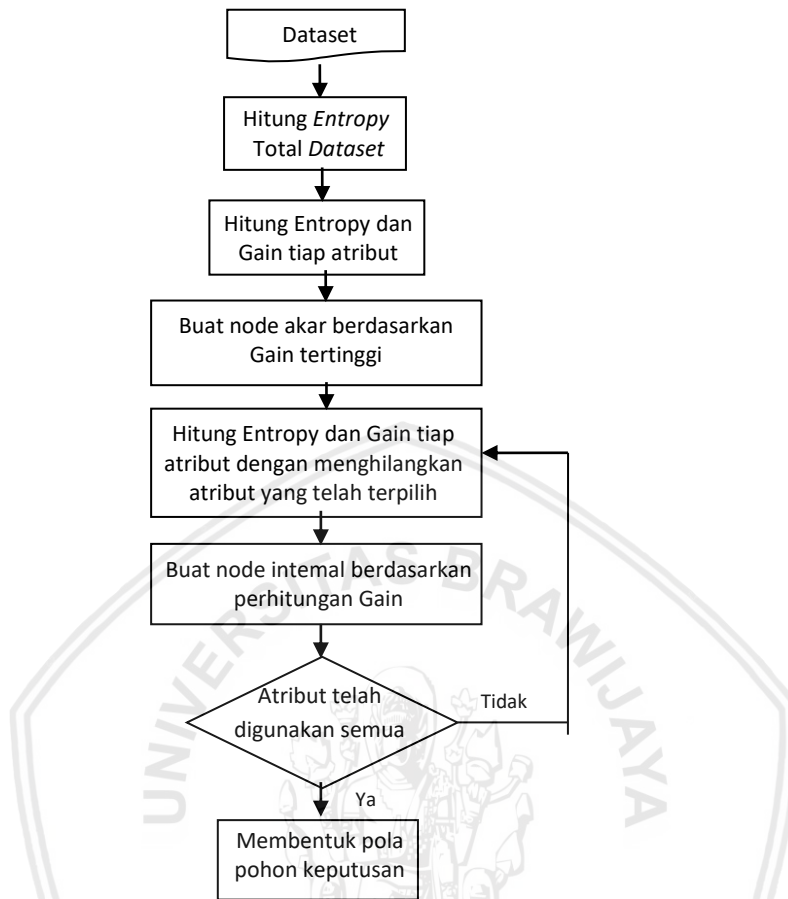 Dataset
Hitung Entropy
Total Dataset
Hitung Entropy dan
Gain tiap atribut
Buat node akar berdasarkan
Gain tertinggi
Hitung Entropy dan Gain tiap
atribut dengan menghilangkan
atribut yang telah terpilih
Buat node intemal berdasarkan
perhitungan Gain
Atribut telah
digunakan semua
Tidak
Ya
Membentuk pola
pohon keputusan
UNIVERSITAS BRAWIJAYA